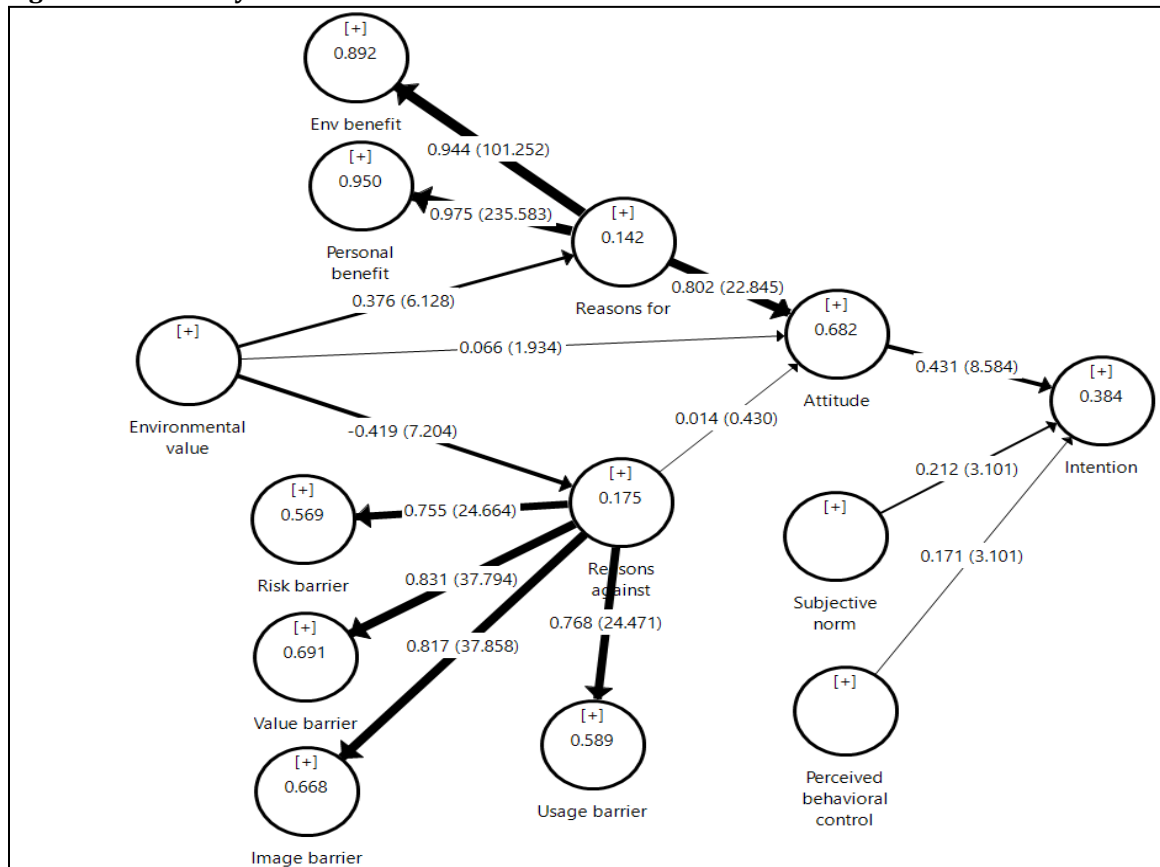 [+]
0.892
Env benefit
0.944 (101.252)
[+]
0.950
Personal
benefit
0.975 (235.583)
[+]
0.142
Reasons for
0.376 (6.128)
0.802 (22.845)
[+]
0.682
Attitude
[+]
Environmental
value
0.066 (1.934)
0.431 (8.584)
[+]
0.384
Intention
0.014 (0.430)
-0.419 (7.204)
[+]
0.175
Reasons
against
0.212 (3.101)
[+]
0.569
Risk barrier
0.755 (24.664)
[+]
Subjective
norm
0.171 (3.101)
0.831 (37.794)
0.768 (24.471)
[+]
0.691
Value barrier
0.817 (37.858)
[+]
Perceived
behavioral
control
[+]
0.589
Usage barrier
[+]
0.668
Image barrier